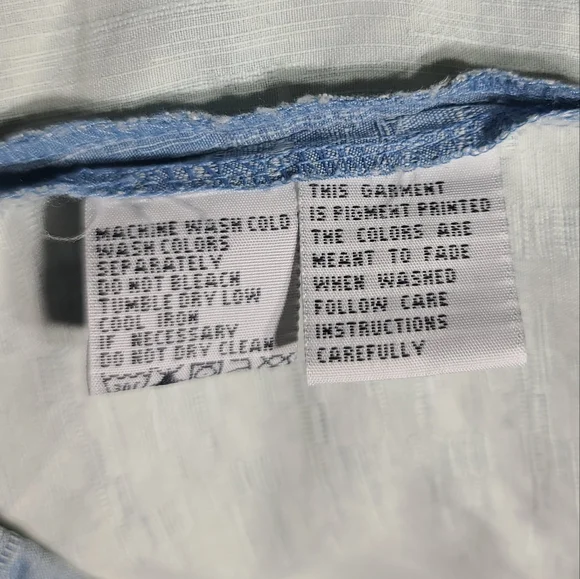 MACHINE WASH COLD
WASH COLORS
SEPARATELY
DO NOT BLEACH
TUMBLE DRY LOW
COOL IRON
IF NECESSARY
DO NOT DRY CLEAN
THIS GARMENT
IS PIGMENT PRINTED
THE COLORS ARE
MEANT TO FADE
WHEN WASHED
FOLLOW CARE
INSTRUCTIONS
CAREFULLY